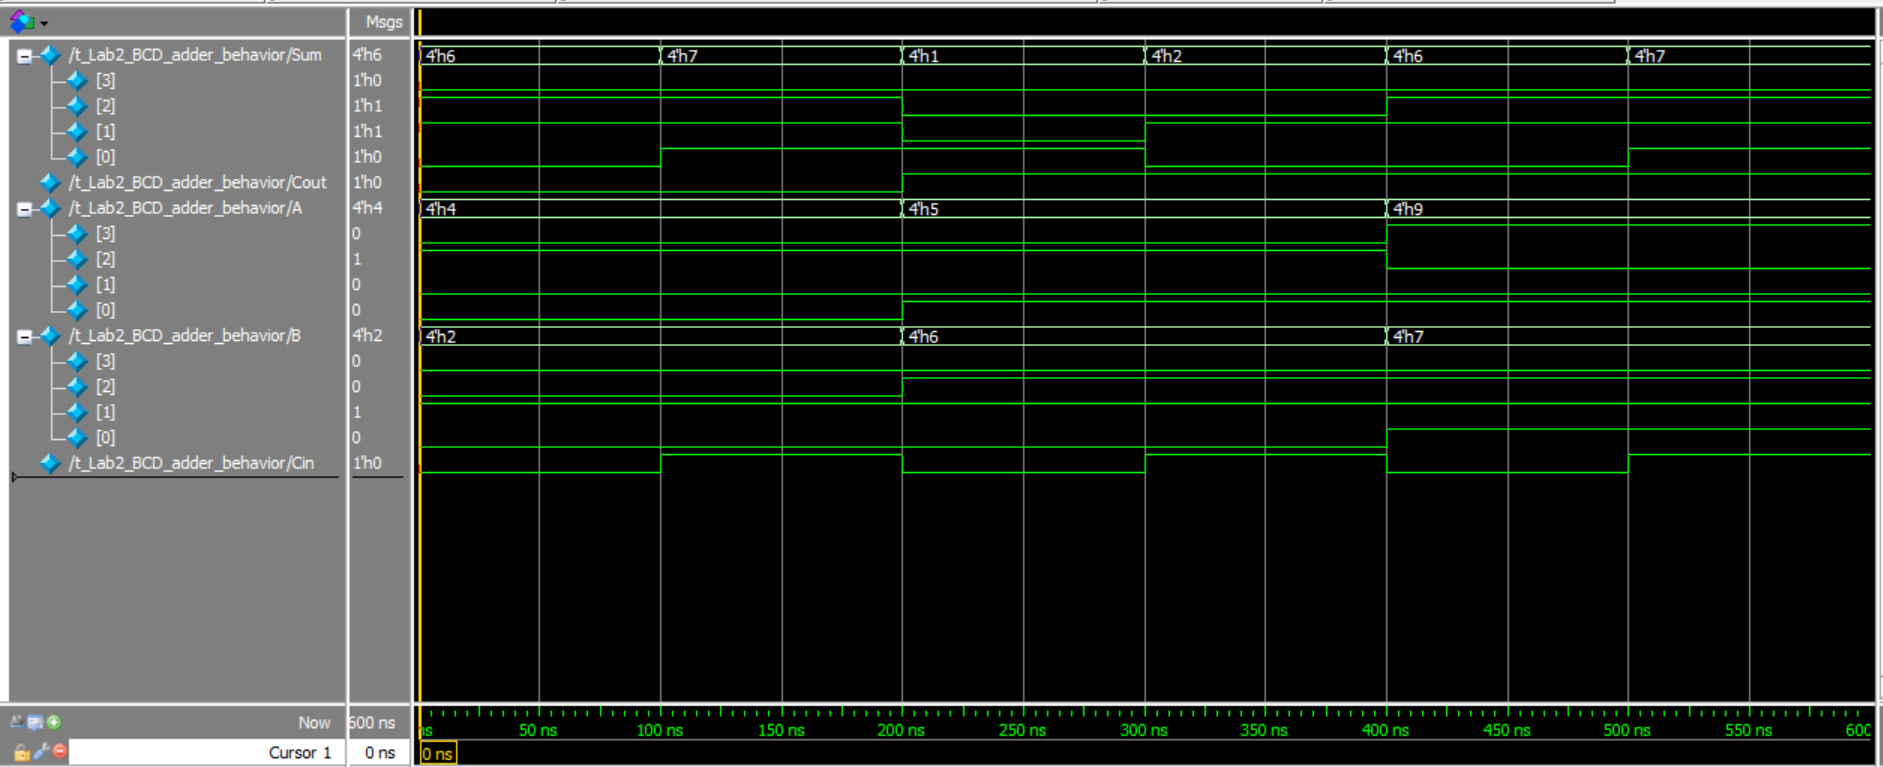 Msgs
/t_Lab2_BCD_adder_behavior/Sum 4'h6 4'h6 4'h7 4'h1 4'h2 4'h6 4'h7
[3] 1'h0
[2] 1'h1
[1] 1'h1
[0] 1'h0
/t_Lab2_BCD_adder_behavior/Cout 1'h0
/t_Lab2_BCD_adder_behavior/A 4'h4 4'h4 4'h5 4'h9
[3] 0
[2] 1
[1] 0
[0] 0
/t_Lab2_BCD_adder_behavior/B 4'h2 4'h2 4'h6 4'h7
[3] 0
[2] 0
[1] 1
[0] 0
/t_Lab2_BCD_adder_behavior/Cin 1'h0
Now 600 ns ns 50 ns 100 ns 150 ns 200 ns 250 ns 300 ns 350 ns 400 ns 450 ns 500 ns 550 ns 600
Cursor 1 0 ns 0 ns